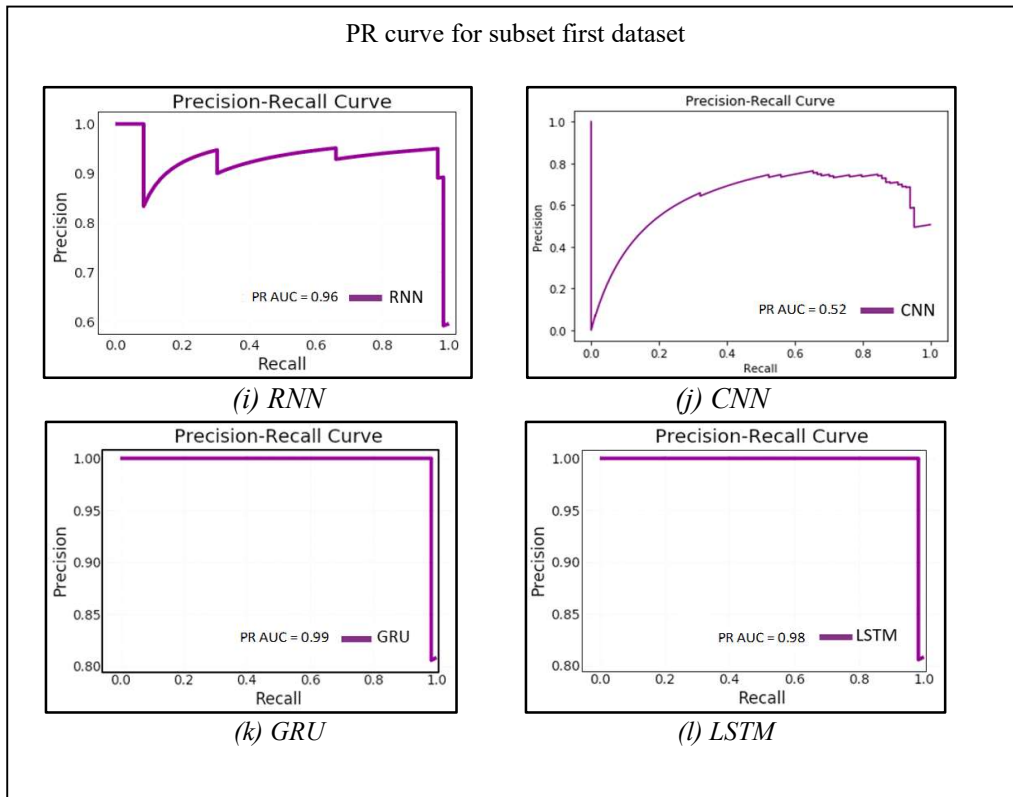 PR curve for subset first dataset
Precision-Recall Curve
1.0
0.9
0.8
0.7
0.6
Precision
PR AUC = 0.96 RNN
0.0 0.2 0.4 0.6 0.8 1.0
Recall
(i) RNN
Precision-Recall Curve
1.0
0.8
0.6
0.4
0.2
0.0
Precision
PR AUC = 0.52 CNN
0.0 0.2 0.4 0.6 0.8 1.0
Recall
(j) CNN
Precision-Recall Curve
1.00
0.95
0.90
0.85
0.80
Precision
PR AUC = 0.99 GRU
0.0 0.2 0.4 0.6 0.8 1.0
Recall
(k) GRU
Precision-Recall Curve
1.00
0.95
0.90
0.85
0.80
Precision
PR AUC = 0.98 LSTM
0.0 0.2 0.4 0.6 0.8 1.0
Recall
(l) LSTM